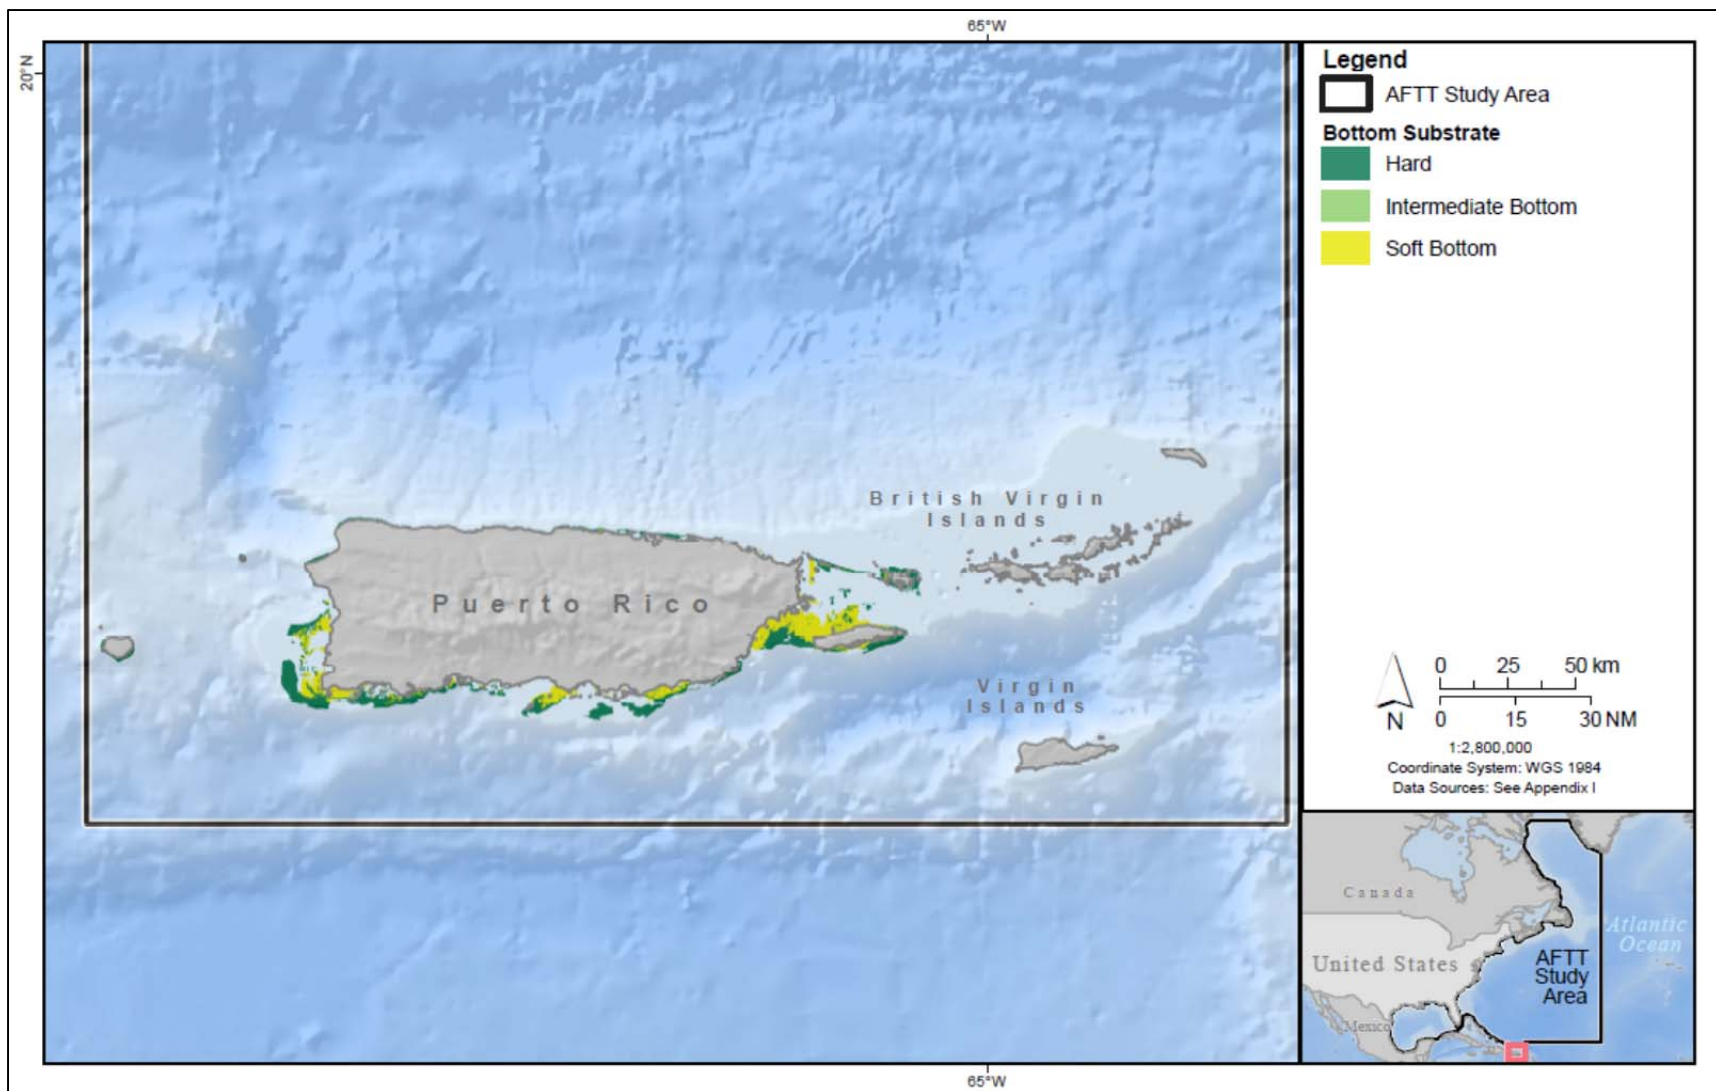 65°W
20°N
British Virgin
Islands
Puerto Rico
Virgin
Islands
65°W
Legend
AFTT Study Area
Bottom Substrate
Hard
Intermediate Bottom
Soft Bottom
N
0 25 50 km
0 15 30 NM
1:2,800,000
Coordinate System: WGS 1984
Data Sources: See Appendix I
Canada
Atlantic
Ocean
United States
AFTT
Study
Area
Mexico